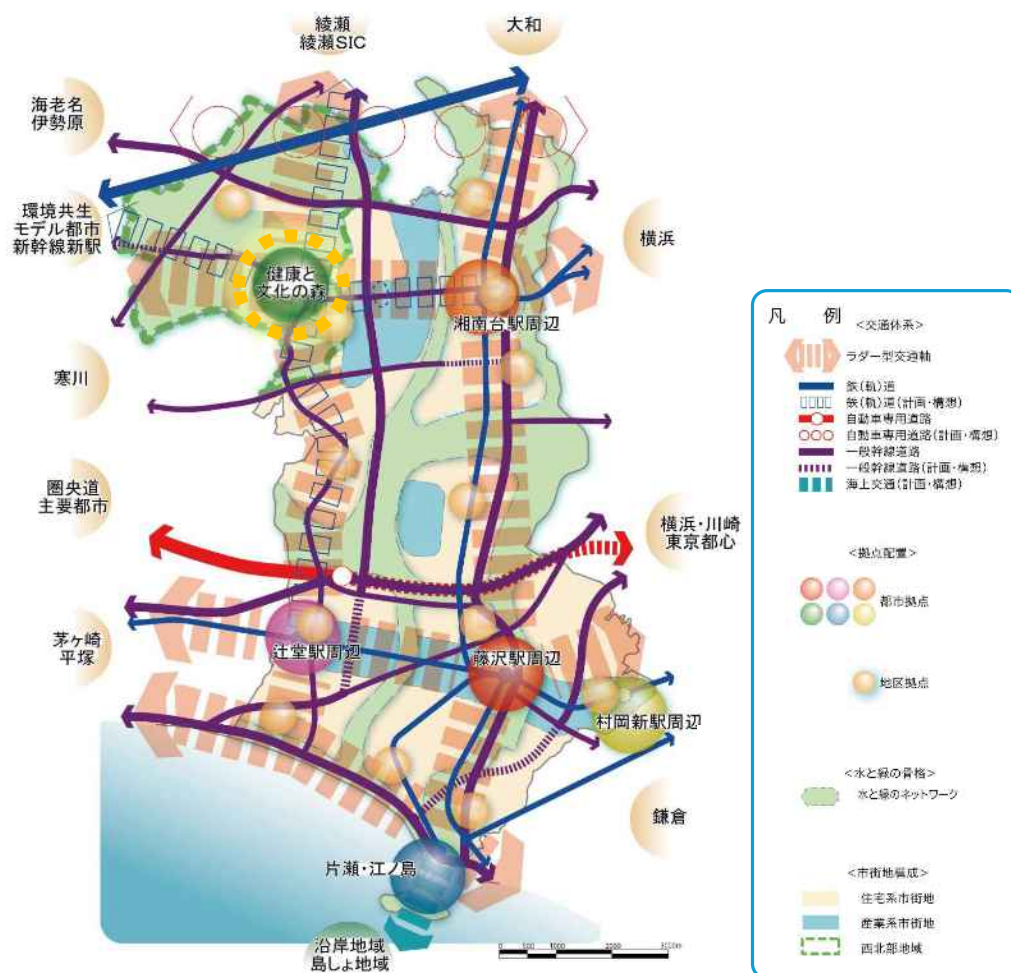 綾瀬
綾瀬SIC
大和
海老名
伊勢原
環境共生
モデル都市
新幹線新駅
横浜
健康と
文化の森
湘南台駅周辺
寒川
圏央道
主要都市
横浜・川崎
東京都心
茅ヶ崎
平塚
辻堂駅周辺
藤沢駅周辺
村岡新駅周辺
鎌倉
片瀬・江ノ島
沿岸地域
島しょ地域
0 500 1000 2000
凡 例
<交通体系>
ラダー型交通軸
鉄(軌)道
鉄(軌)道(計画・構想)
自動車専用道路
自動車専用道路(計画・構想)
一般幹線道路
一般幹線道路(計画・構想)
海上交通(計画・構想)
<拠点配置>
都市拠点
地区拠点
<水と緑の骨格>
水と緑のネットワーク
<市街地構成>
住宅系市街地
産業系市街地
西北部地域